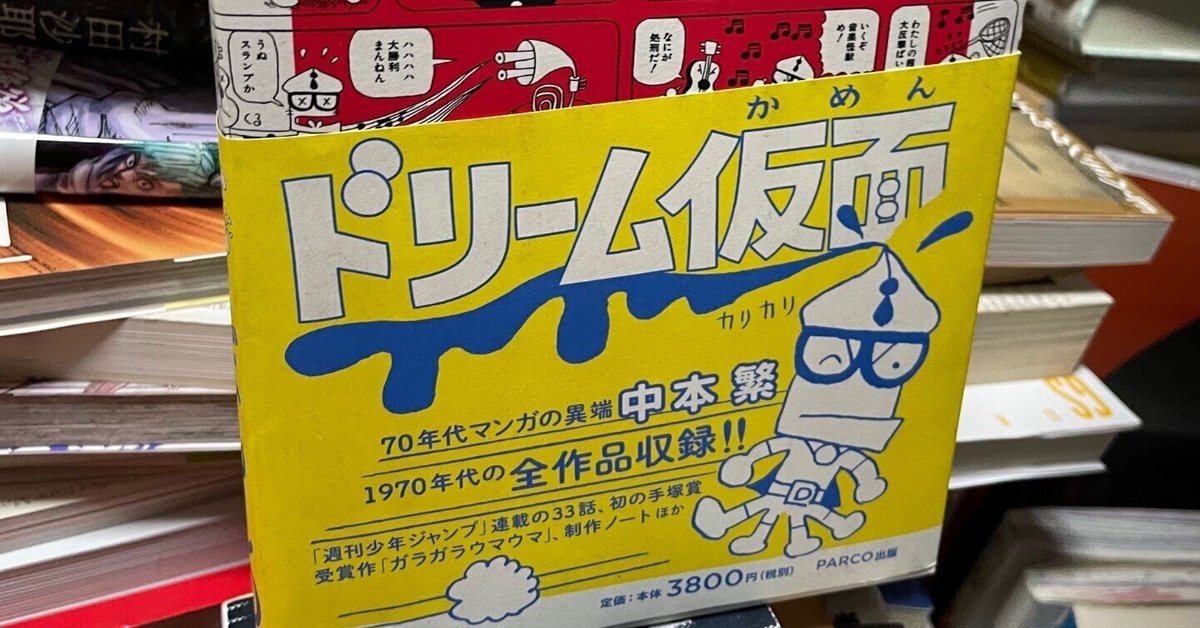 村田沙耶
うぬ
スランプか
くる
ハハハハ
大勝利
まんねん
なにが
処刑だ!
いくぞ
音楽怪獣
め!
わたしの
大反撃ばい
かめん
ドリーム仮面
カリカリ
70年代マンガの異端 中本 繁
1970年代の 全作品収録!!
「週刊少年ジャンプ」連載の33話、初の手塚賞
受賞作「ガラガラウマウマ」、制作ノート ほか
定価:本体 3800円(税別) PARCO出版